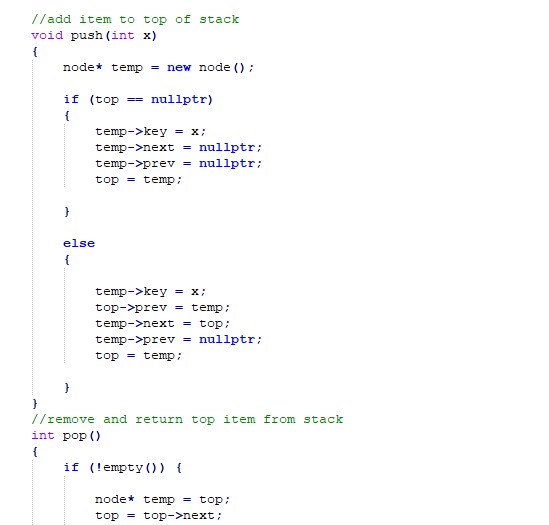 //add item to top of stack
void push(int x)
{
node* temp = new node();
if (top == nullptr)
{
temp->key = x;
temp->next = nullptr;
temp->prev = nullptr;
top = temp;
}
else
{
temp->key = x;
top->prev = temp;
temp->next = top;
temp->prev = nullptr;
top = temp;
}
}
//remove and return top item from stack
int pop()
{
if (!empty()) {
node* temp = top;
top = top->next;